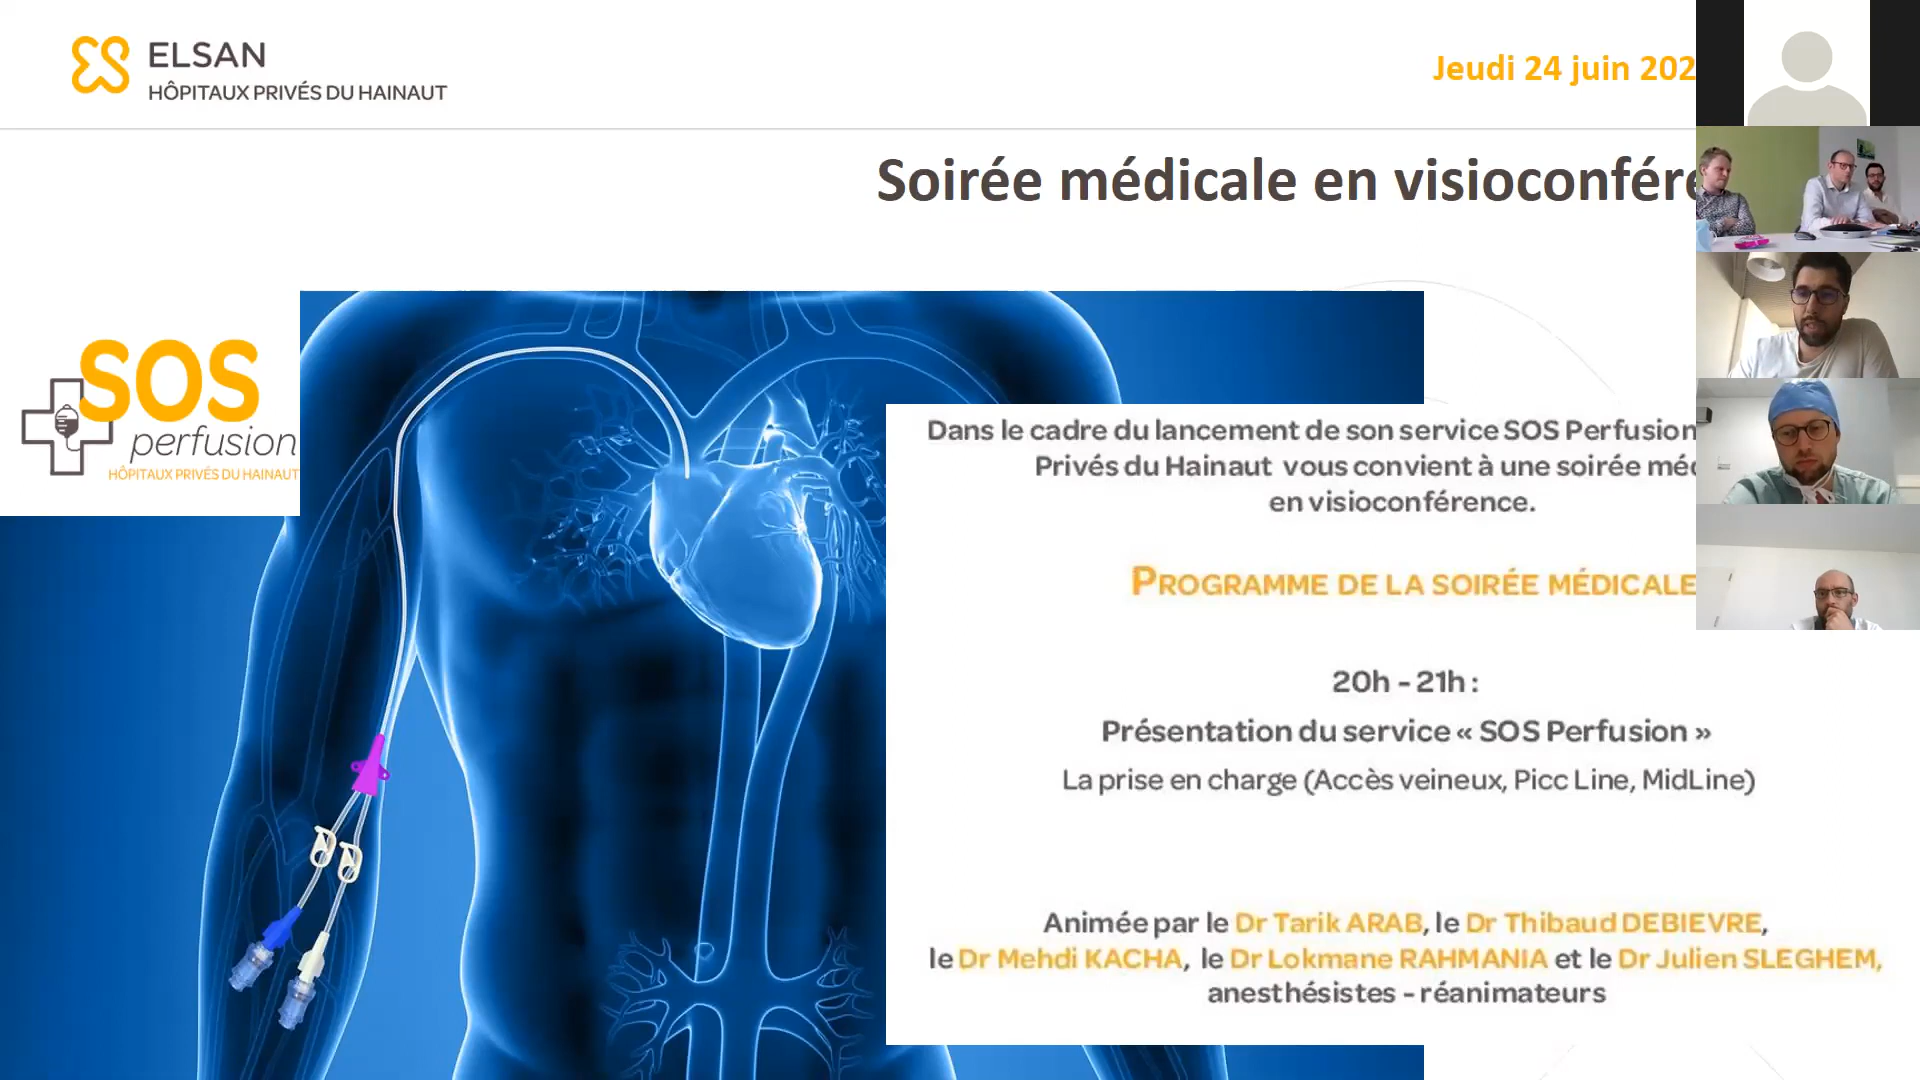 ELSAN
HÔPITAUX PRIVÉS DU HAINAUT
Jeudi 24 juin 202
Soirée médicale en visioconfére
SOS
perfusion
HÔPITAUX PRIVÉS DU HAINAUT
Dans le cadre du lancement de son service SOS Perfusion
Privés du Hainaut vous convient à une soirée méd
en visioconférence.
PROGRAMME DE LA SOIRÉE MÉDICALE
20h - 21h :
Présentation du service « SOS Perfusion »
La prise en charge (Accès veineux, Picc Line, MidLine)
Animée par le Dr Tarik ARAB, le Dr Thibaud DEBIEVRE,
le Dr Mehdi KACHA, le Dr Lokmane RAHMANIA et le Dr Julien SLEGHEM,
anesthésistes - réanimateurs